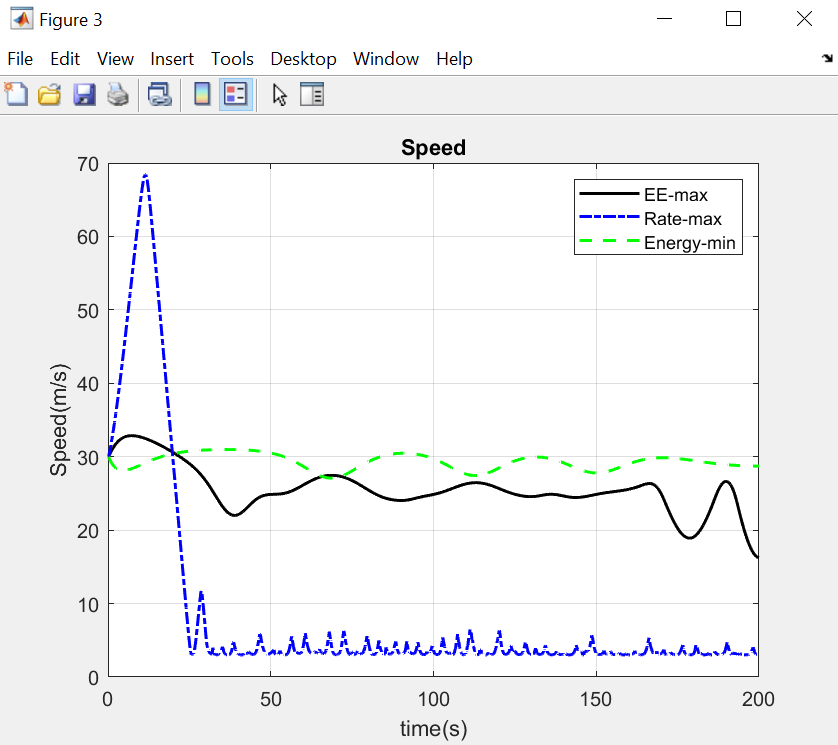 Figure 3
File Edit View Insert Tools Desktop Window Help
Speed
70
60
50
40
30
20
10
0
Speed(m/s)
EE-max
Rate-max
Energy-min
0 50 100 150 200
time(s)